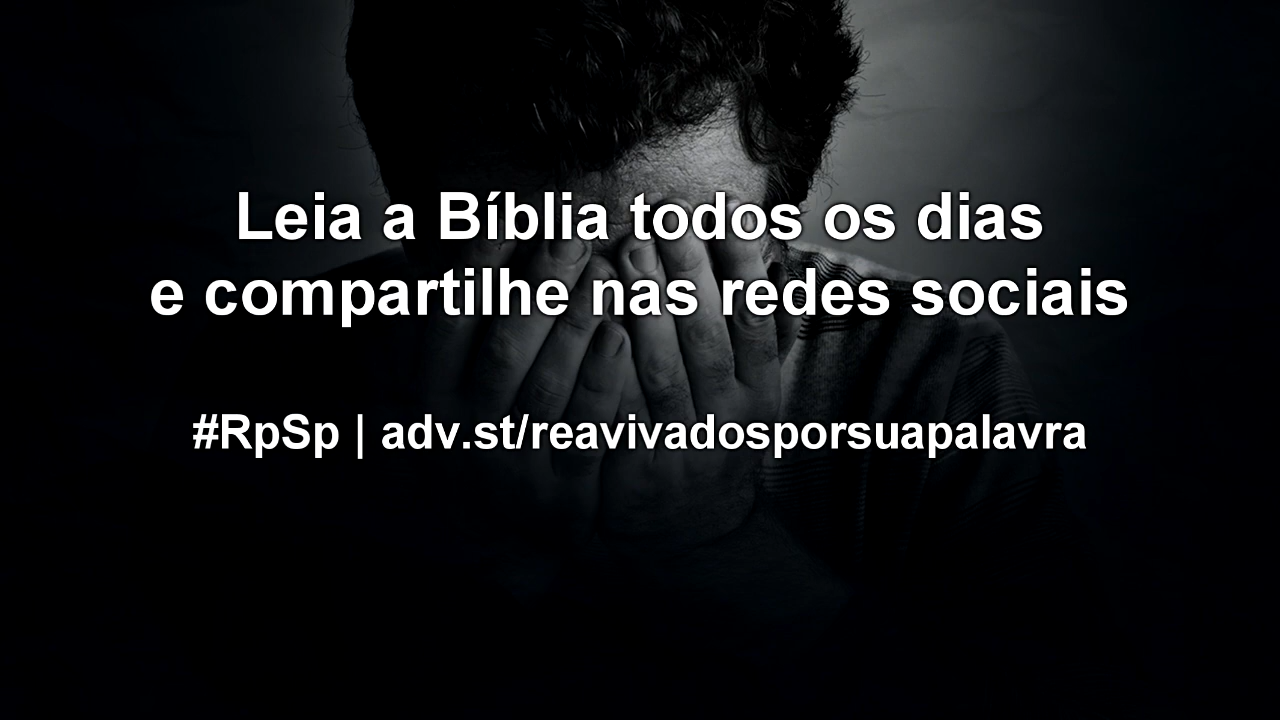 Leia a Bíblia todos os dias
e compartilhe nas redes sociais
#RpSp | adv.st/reavivadosporsuapalavra